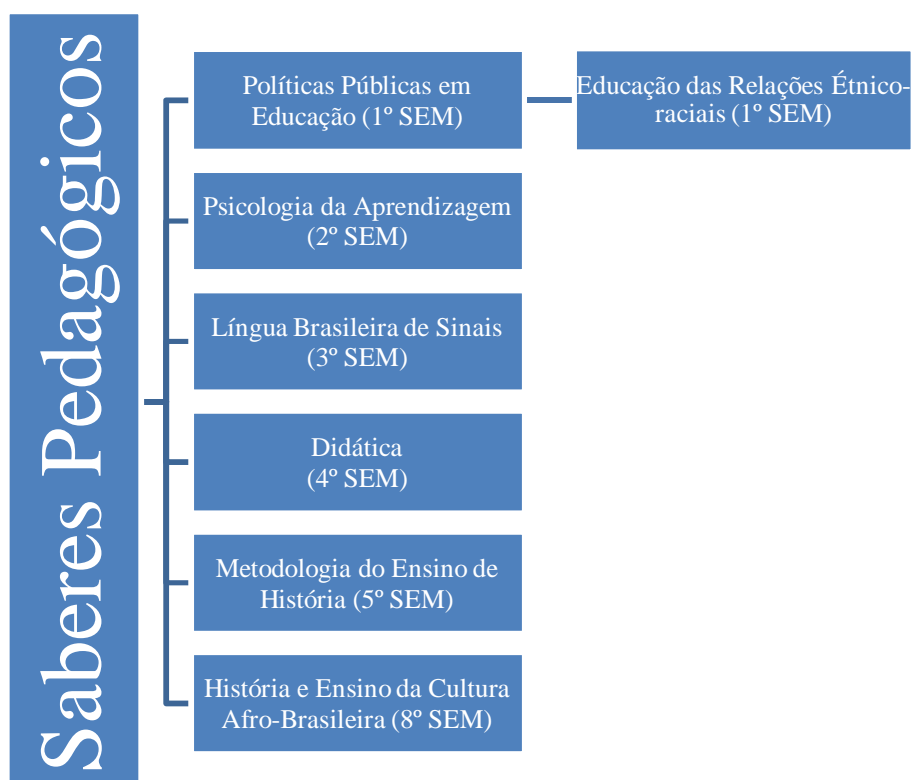 Saberes Pedagógicos
Políticas Públicas em
Educação (1º SEM)
Educação das Relações Étnico-
raciais (1º SEM)
Psicologia da Aprendizagem
(2º SEM)
Língua Brasileira de Sinais
(3º SEM)
Didática
(4º SEM)
Metodologia do Ensino de
História (5º SEM)
História e Ensino da Cultura
Afro-Brasileira (8º SEM)